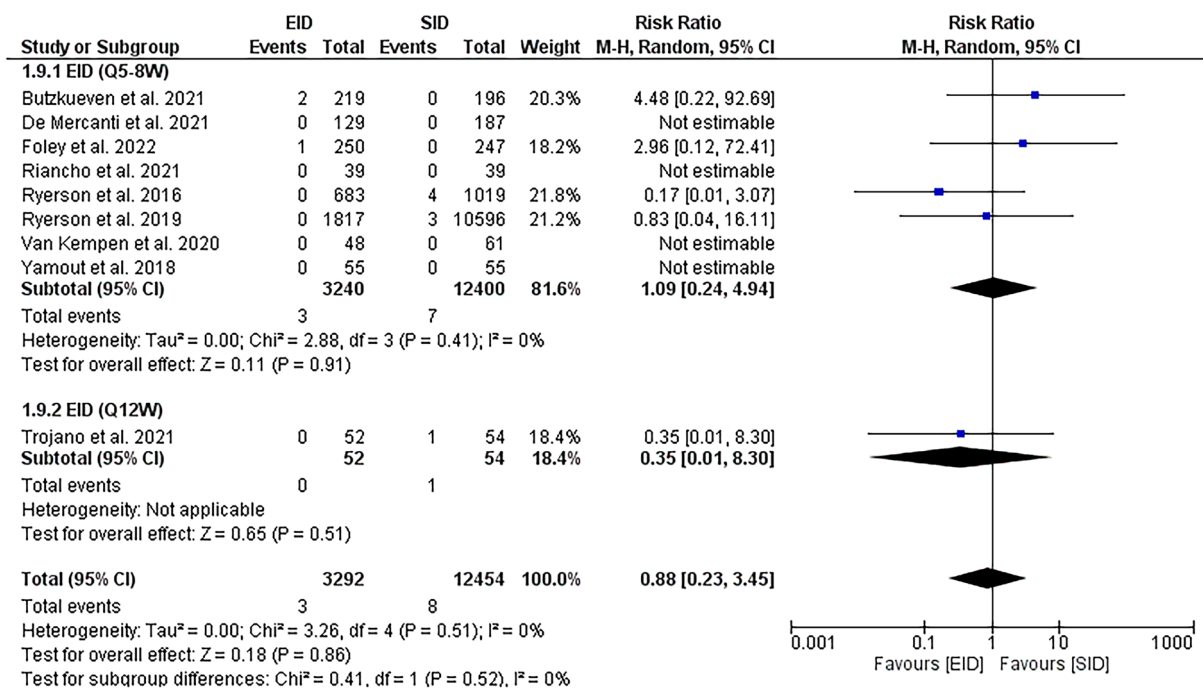 EID SID Risk Ratio Risk Ratio
Study or Subgroup Events Total Events Total Weight M-H, Random, 95% CI M-H, Random, 95% CI
1.9.1 EID (Q5-8W)
Butzkueven et al. 2021 2 219 0 196 20.3% 4.48 [0.22, 92.69]
De Mercanti et al. 2021 0 129 0 187 Not estimable
Foley et al. 2022 1 250 0 247 18.2% 2.96 [0.12, 72.41]
Riancho et al. 2021 0 39 0 39 Not estimable
Ryerson et al. 2016 0 683 4 1019 21.8% 0.17 [0.01, 3.07]
Ryerson et al. 2019 0 1817 3 10596 21.2% 0.83 [0.04, 16.11]
Van Kempen et al. 2020 0 48 0 61 Not estimable
Yamout et al. 2018 0 55 0 55 Not estimable
Subtotal (95% CI) 3240 12400 81.6% 1.09 [0.24, 4.94]
Total events 3 7
Heterogeneity: Tau² = 0.00; Chi² = 2.88, df = 3 (P = 0.41); I² = 0%
Test for overall effect: Z = 0.11 (P = 0.91)
1.9.2 EID (Q12W)
Trojano et al. 2021 0 52 1 54 18.4% 0.35 [0.01, 8.30]
Subtotal (95% CI) 52 54 18.4% 0.35 [0.01, 8.30]
Total events 0 1
Heterogeneity: Not applicable
Test for overall effect: Z = 0.65 (P = 0.51)
Total (95% CI) 3292 12454 100.0% 0.88 [0.23, 3.45]
Total events 3 8
Heterogeneity: Tau² = 0.00; Chi² = 3.26, df = 4 (P = 0.51); I² = 0%
Test for overall effect: Z = 0.18 (P = 0.86)
Test for subgroup differences: Chi² = 0.41, df = 1 (P = 0.52), I² = 0%
0.001 0.1 1 10 1000
Favours [EID] Favours [SID]